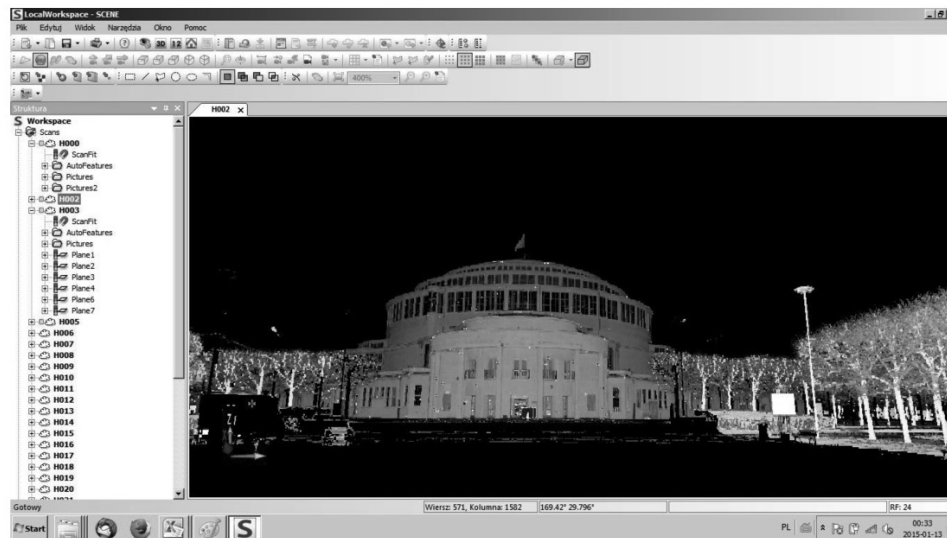 LocalWorkspace - SCENE
Plik Edytuj Widok Narzędzia Okno Pomoc
400%
Struktura
H002 X
S Workspace
Scans
H000
ScanFit
AutoFeatures
Pictures
Pictures2
H002
H003
ScanFit
AutoFeatures
Pictures
Plane1
Plane2
Plane3
Plane4
Plane6
Plane7
H005
H006
H007
H008
H009
H010
H011
H012
H013
H014
H015
H016
H017
H018
H019
H020
H021
Gotowy
Wiersz: 571, Kolumna: 1582
169.42° 29.796°
RF: 24
Start
PL
00:33
2015-01-13